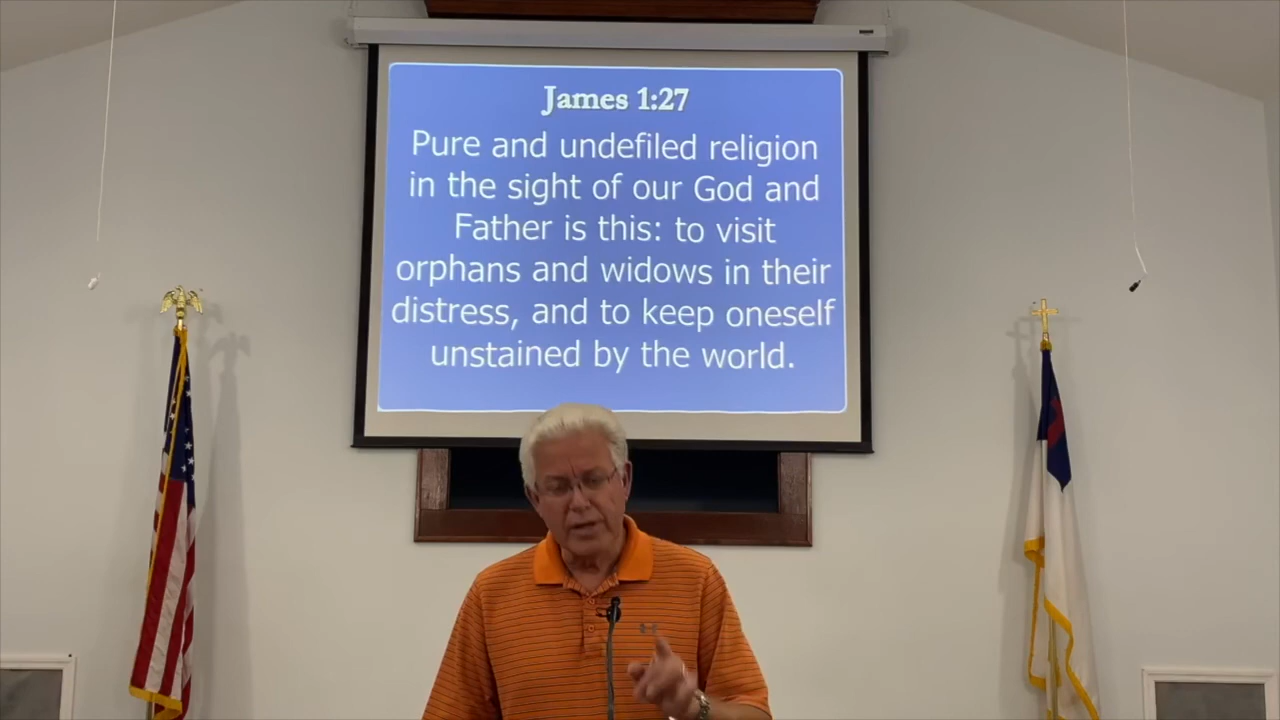 James 1:27
Pure and undefiled religion
in the sight of our God and
Father is this: to visit
orphans and widows in their
distress, and to keep oneself
unstained by the world.